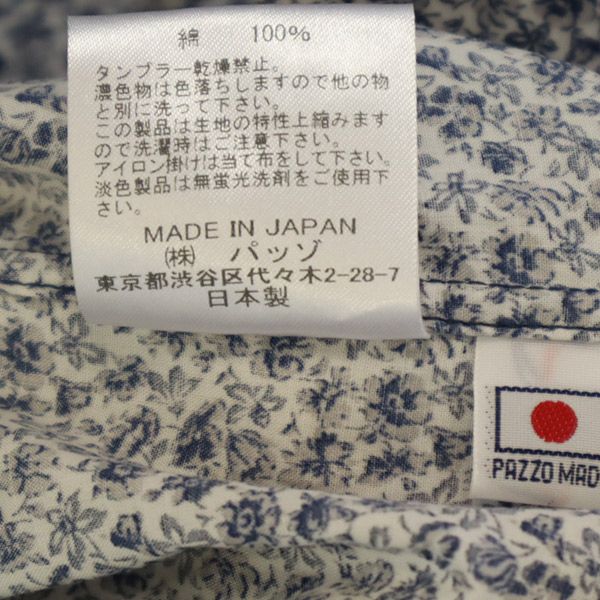 綿 100%
タンブラー乾燥禁止。
濃色物は色落ちしますので他の物
と別に洗って下さい。
この製品は生地の特性上縮みます
ので洗濯時はご注意下さい。
アイロン掛けは当て布をして下さい。
淡色製品は無蛍光洗剤をご使用下
さい。
MADE IN JAPAN
(株) パッゾ
東京都渋谷区代々木2-28-7
日本製
PAZZO MAD